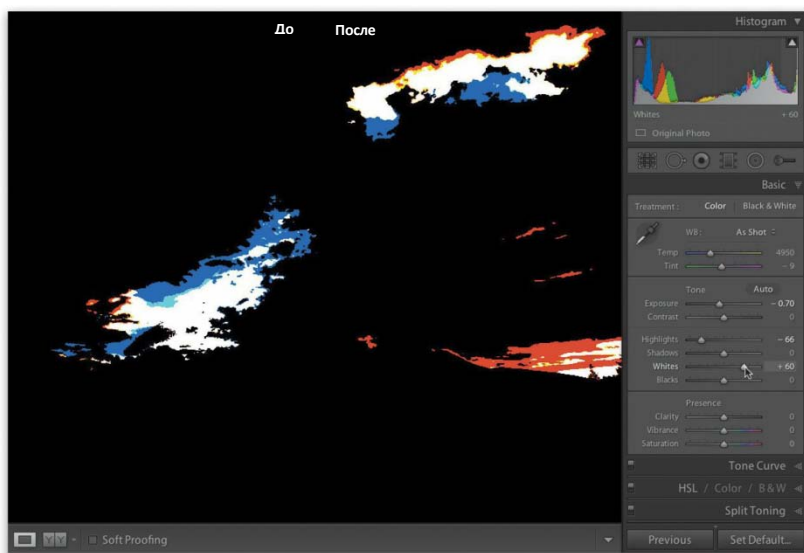 До После
Histogram
Whites + 60
Original Photo
Basic
Treatment : Color Black & White
WB : As Shot
Temp 4950
Tint – 9
Tone Auto
Exposure – 0.70
Contrast 0
Highlights – 66
Shadows 0
Whites + 60
Blacks 0
Presence
Clarity 0
Vibrance 0
Saturation 0
Tone Curve
HSL / Color / B & W
Split Toning
Y Y Soft Proofing
Previous Set Default...